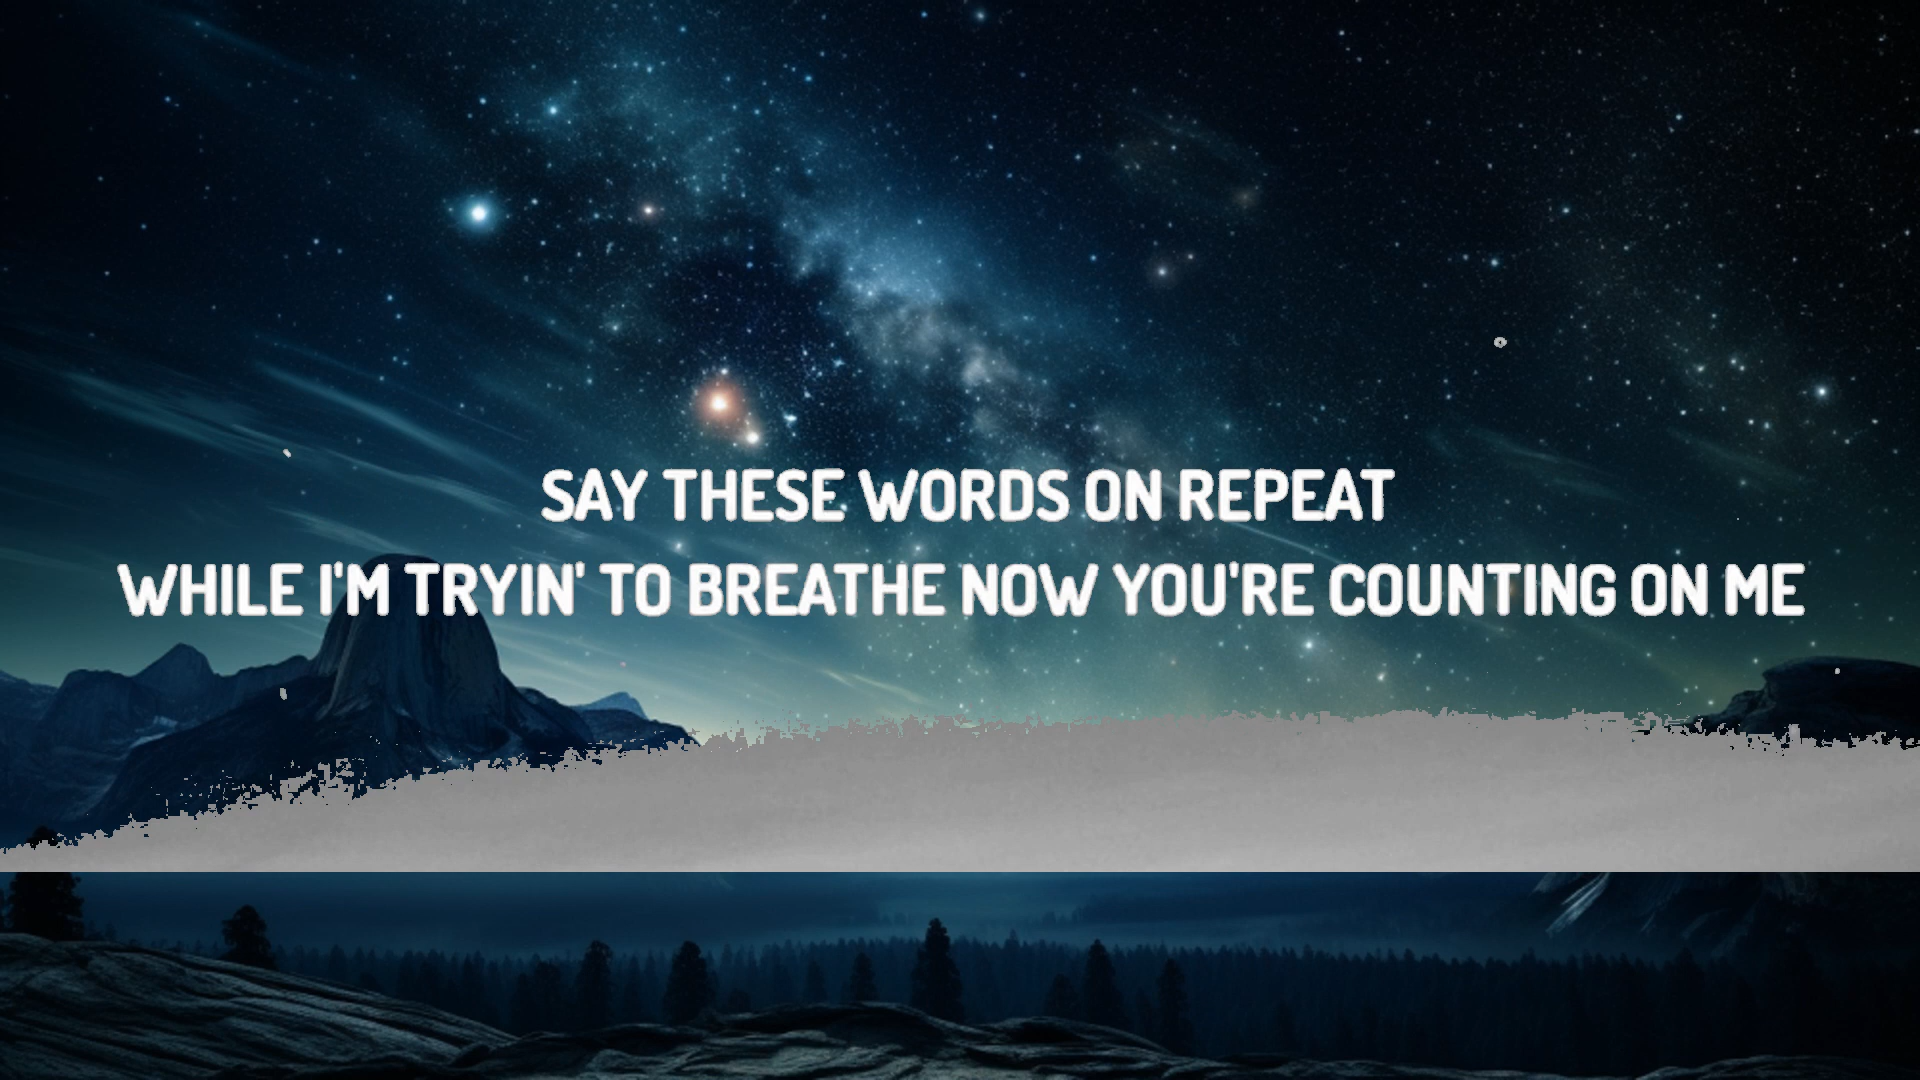 SAY THESE WORDS ON REPEAT
WHILE I'M TRYIN' TO BREATHE NOW YOU'RE COUNTING ON ME